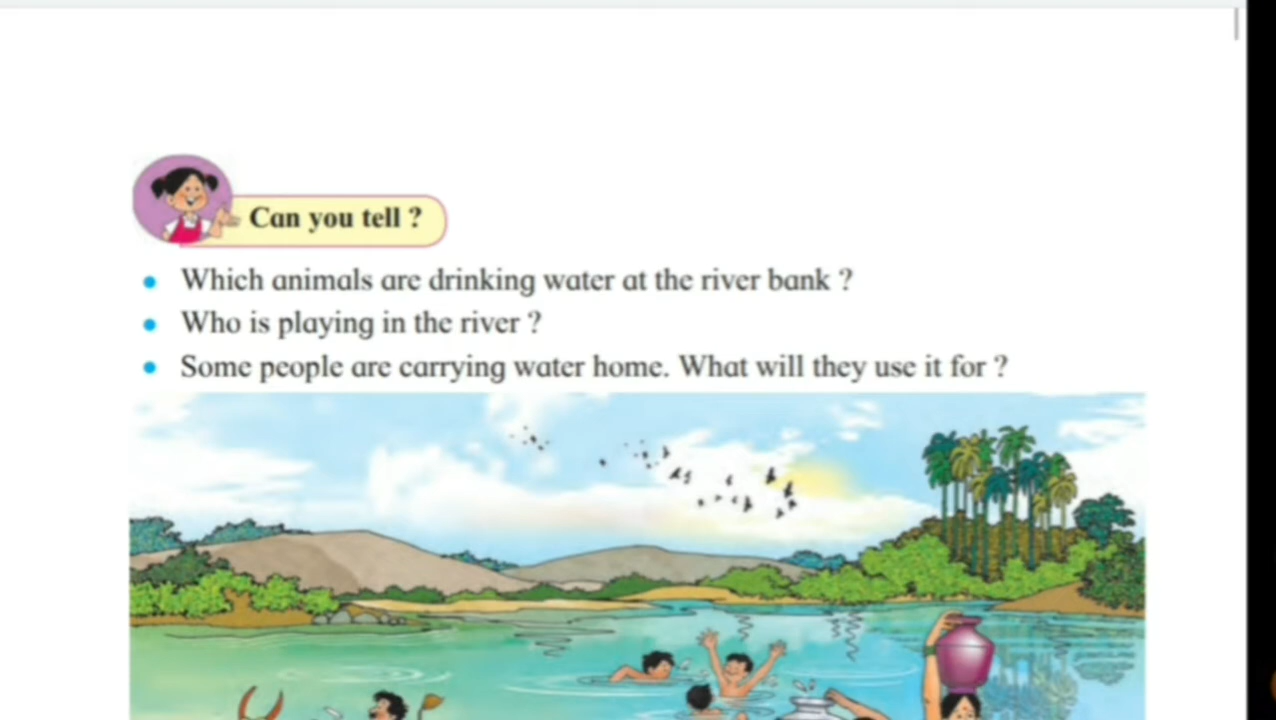 Can you tell ?
Which animals are drinking water at the river bank ?
Who is playing in the river ?
Some people are carrying water home. What will they use it for ?